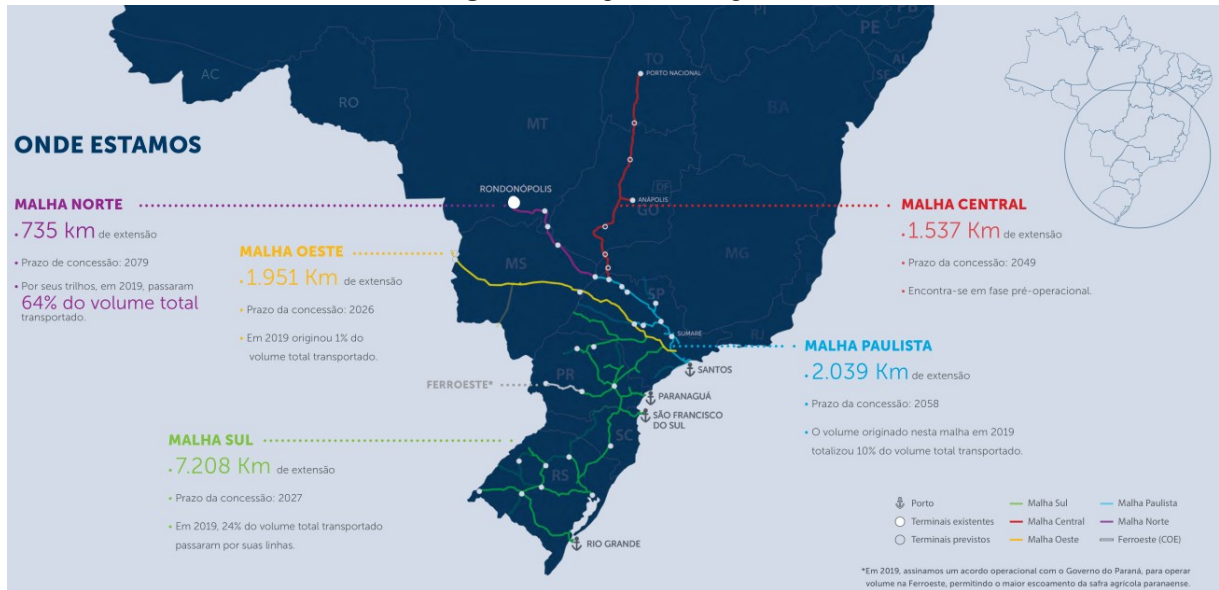 ONDE ESTAMOS
MALHA NORTE
• 735 km de extensão
• Prazo de concessão: 2079
• Por seus trilhos, em 2019, passaram
64% do volume total
transportado.
MALHA OESTE
• 1.951 Km de extensão
• Prazo da concessão: 2026
• Em 2019 originou 1% do
volume total transportado.
MALHA SUL
• 7.208 Km de extensão
• Prazo da concessão: 2027
• Em 2019, 24% do volume total transportado
passaram por suas linhas.
FERROESTE*
MALHA CENTRAL
• 1.537 Km de extensão
• Prazo da concessão: 2049
• Encontra-se em fase pré-operacional.
MALHA PAULISTA
• 2.039 Km de extensão
• Prazo da concessão: 2058
• O volume originado nesta malha em 2019
totalizou 10% do volume total transportado.
AC
RO
MT
TO
PI
PE
PB
AL
SE
BA
DF
GO
MG
MS
SP
RJ
PR
SC
RS
PORTO NACIONAL
ANÁPOLIS
RONDONÓPOLIS
SUMARÉ
SANTOS
PARANAGUÁ
SÃO FRANCISCO
DO SUL
RIO GRANDE
Porto
Terminais existentes
Terminais previstos
Malha Sul
Malha Central
Malha Oeste
Malha Paulista
Malha Norte
Ferroeste (COE)
*Em 2019, assinamos um acordo operacional com o Governo do Paraná, para operar
volume na Ferroeste, permitindo o maior escoamento da safra agrícola paranaense.